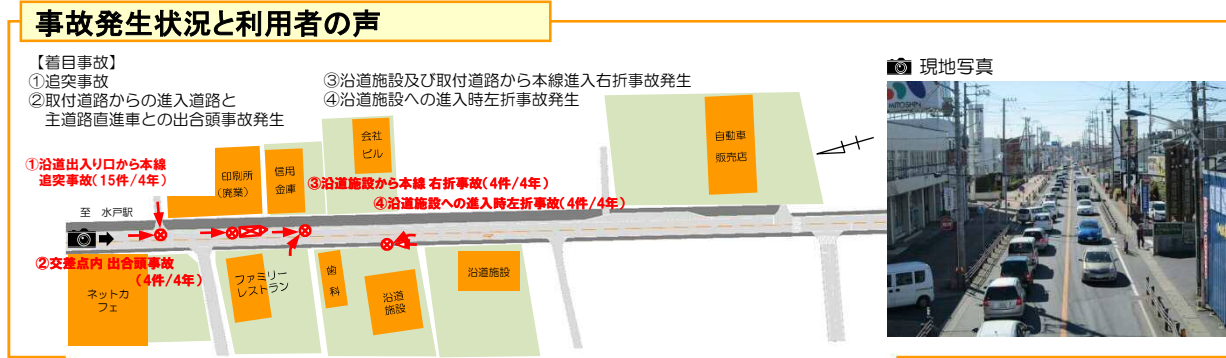 事故発生状況と利用者の声
【着目事故】
①追突事故
②取付道路からの進入道路と
主道路直進車との出合頭事故発生
③沿道施設及び取付道路から本線進入右折事故発生
④沿道施設への進入時左折事故発生
現地写真
①沿道出入り口から本線
追突事故(15件/4年)
印刷所
(廃業)
信用
金庫
会社
ビル
自動車
販売店
③沿道施設から本線 右折事故(4件/4年)
④沿道施設への進入時左折事故(4件/4年)
至 水戸駅
②交差点内 出合頭事故
(4件/4年)
ネットカ
フェ
ファミリー
レストラン
歯
科
沿道
施設
沿道施設
MITOSHIN